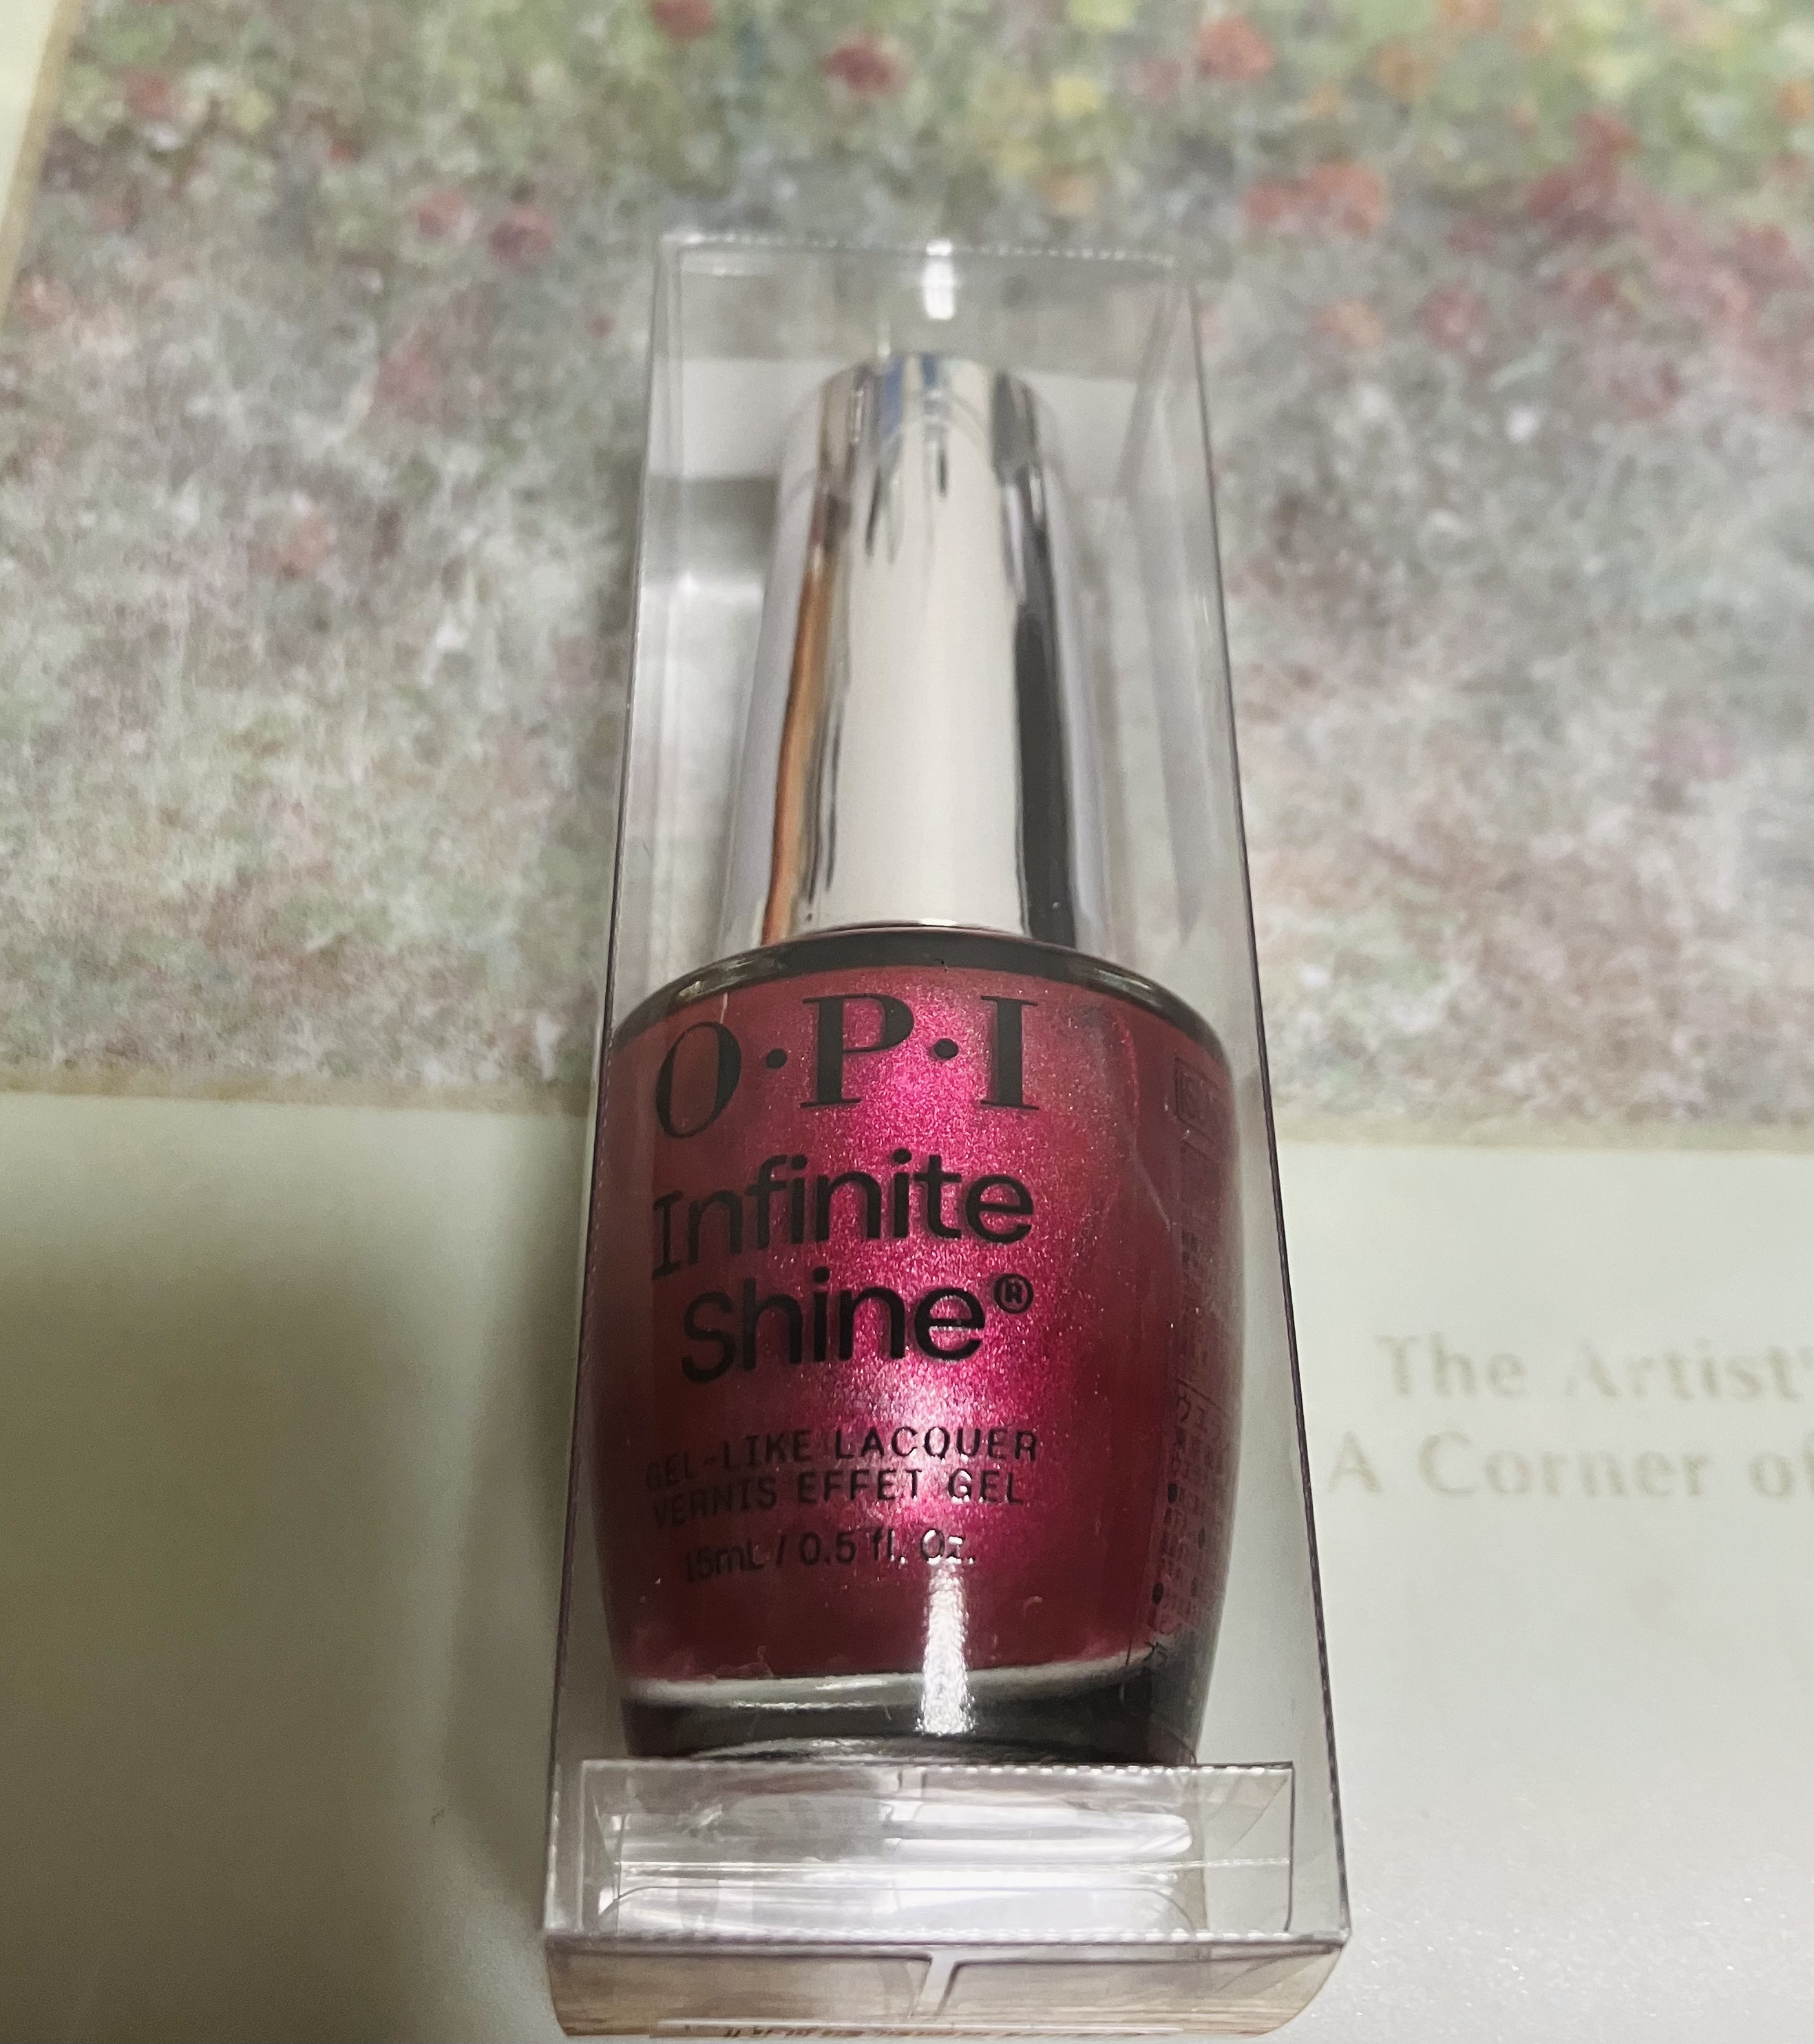 O·P·I
Infinite
Shine®
GEL-LIKE LACQUER
VERNIS EFFET GEL
15mL / 0.5 fl. Oz.
The Artist'
A Corner of